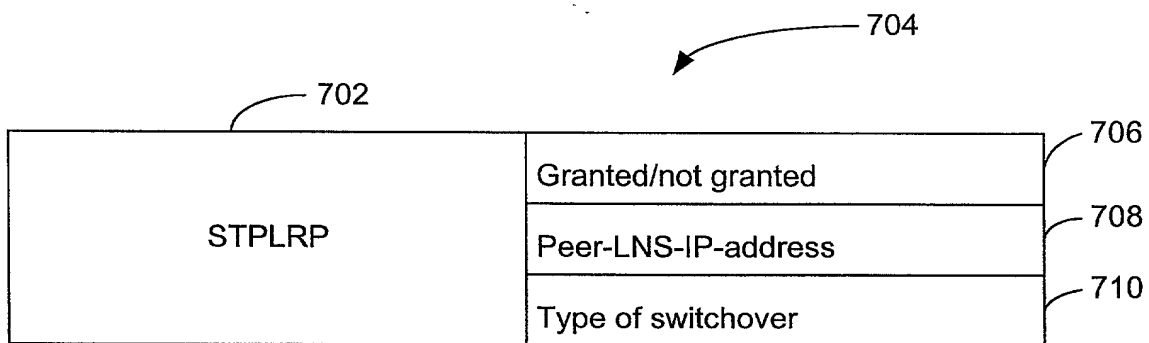 704
702
706
Granted/not granted
708
STPLRP
Peer-LNS-IP-address
710
Type of switchover